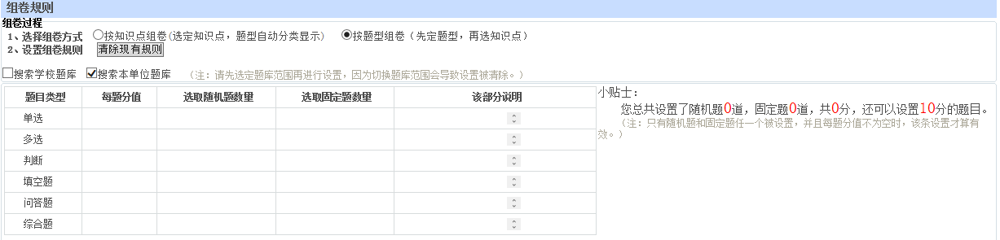 组卷规则
组卷过程
1、选择组卷方式 按知识点组卷(选定知识点，题型自动分类显示) 按题型组卷（先定题型，再选知识点）
2、设置组卷规则 清除现有规则
搜索学校题库 搜索本单位题库 （注：请先选定题库范围再进行设置，因为切换题库范围会导致设置被清除。）
题目类型 每题分值 选取随机题数量 选取固定题数量 该部分说明
单选
多选
判断
填空题
问答题
综合题
小贴士：
您总共设置了随机题0道，固定题0道，共0分，还可以设置10分的题目。
（注：只有随机题和固定题任一个被设置，并且每题分值不为空时，该条设置才算有
效。）